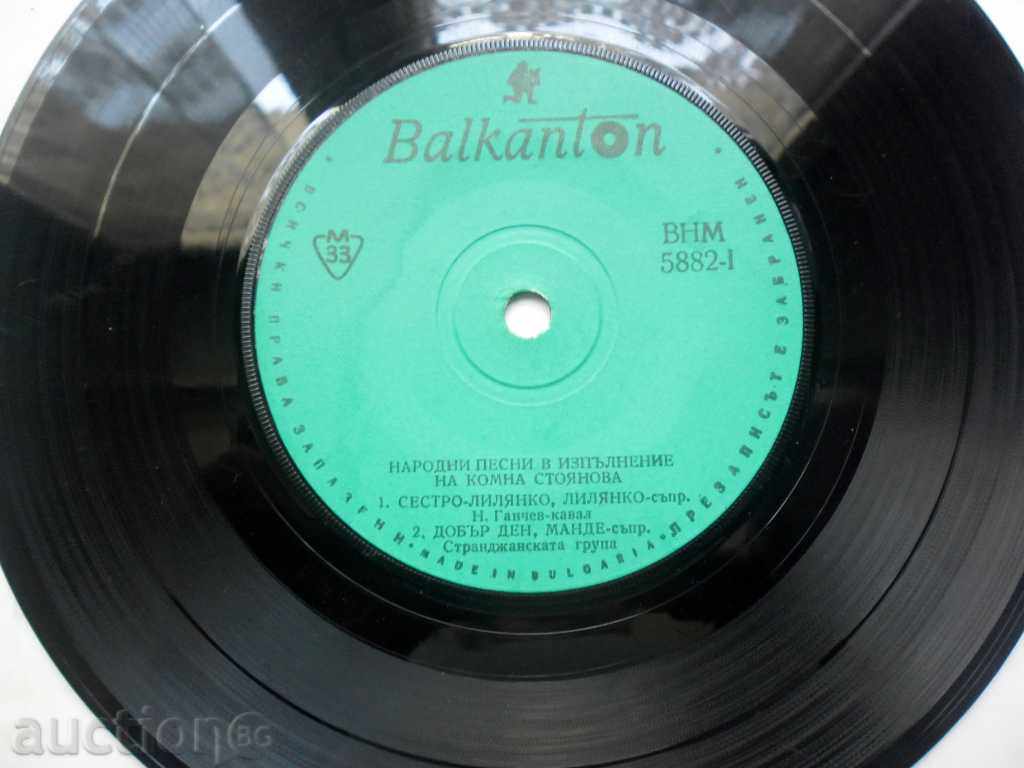 Balkanton
M
33
ВНМ
5882-I
НАРОДНИ ПЕСНИ В ИЗПЪЛНЕНИЕ
НА КОМНА СТОЯНОВА
1. СЕСТРО-ЛИЛЯНКО, ЛИЛЯНКО-съпр.
Н. Ганчев-кавал
2. ДОБЪР ДЕН, МАНДЕ-съпр.
Странджанската група
ВСИЧКИ ПРАВА ЗАПАЗЕНИ • MADE IN BULGARIA • ПРЕЗАПИСЪТ Е ЗАБРАНЕН •
auction BG